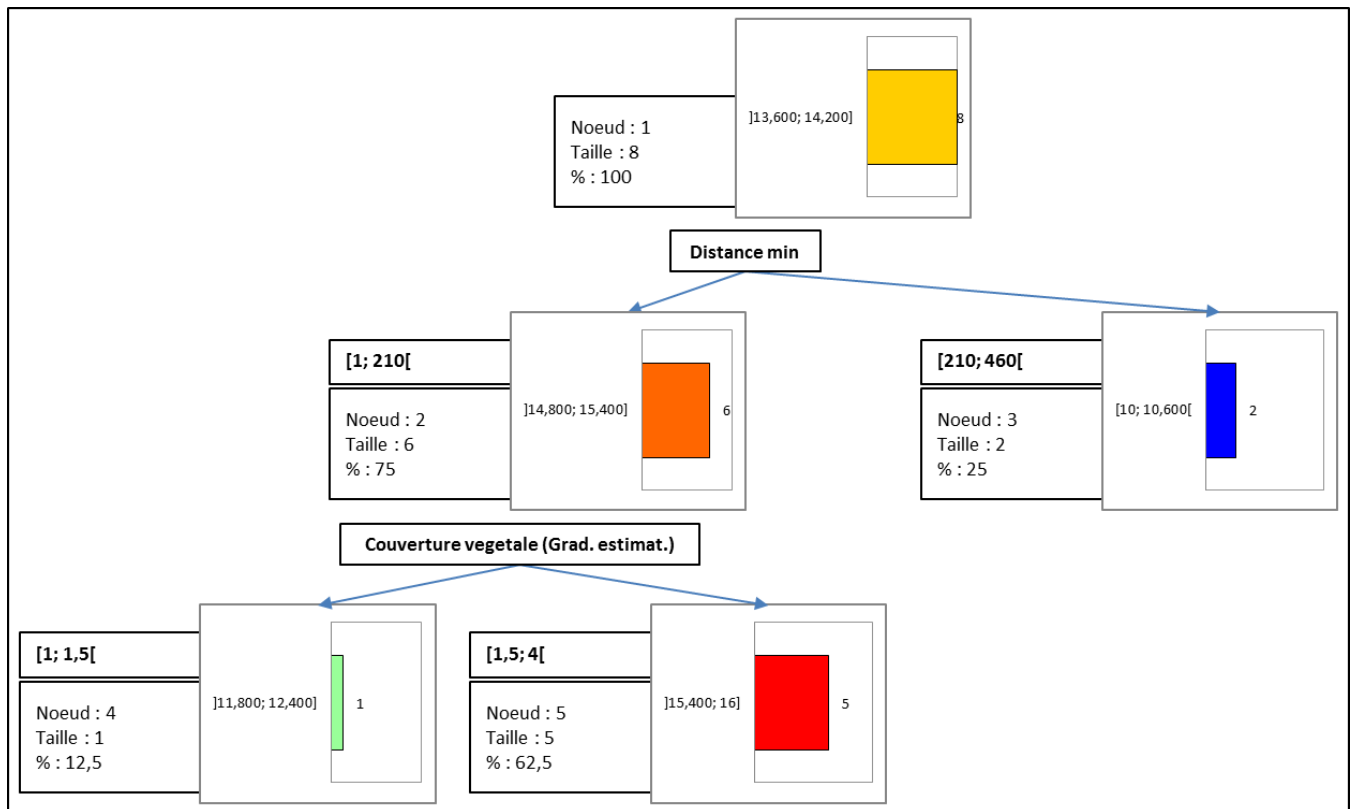 ]13,600; 14,200]
8
Noeud : 1
Taille : 8
% : 100
Distance min
[1; 210[
]14,800; 15,400]
6
Noeud : 2
Taille : 6
% : 75
[210; 460[
[10; 10,600[
2
Noeud : 3
Taille : 2
% : 25
Couverture vegetale (Grad. estimat.)
[1; 1,5[
]11,800; 12,400]
1
Noeud : 4
Taille : 1
% : 12,5
[1,5; 4[
]15,400; 16]
5
Noeud : 5
Taille : 5
% : 62,5